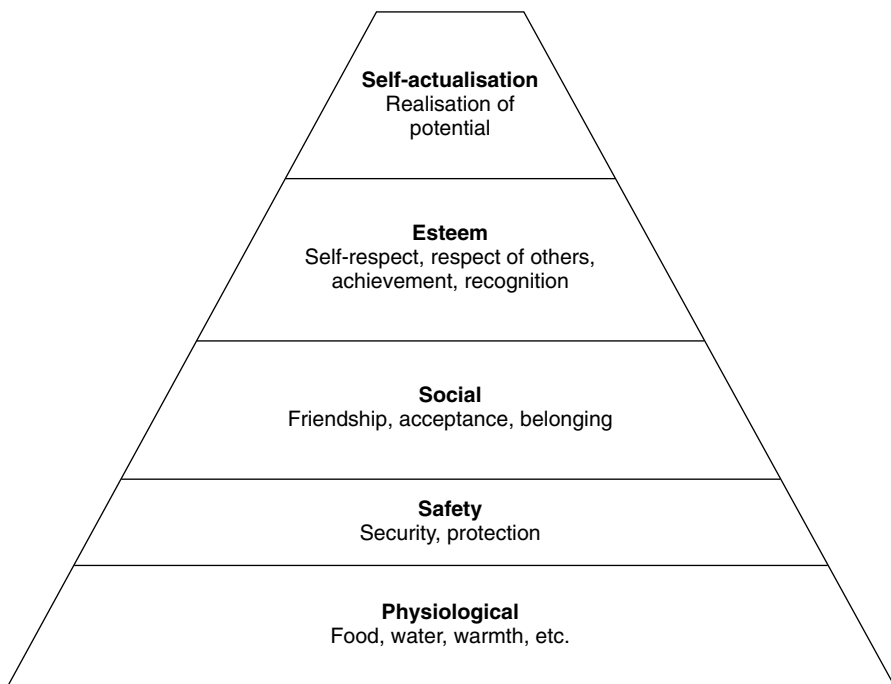 Self-actualisation
Realisation of
potential
Esteem
Self-respect, respect of others,
achievement, recognition
Social
Friendship, acceptance, belonging
Safety
Security, protection
Physiological
Food, water, warmth, etc.